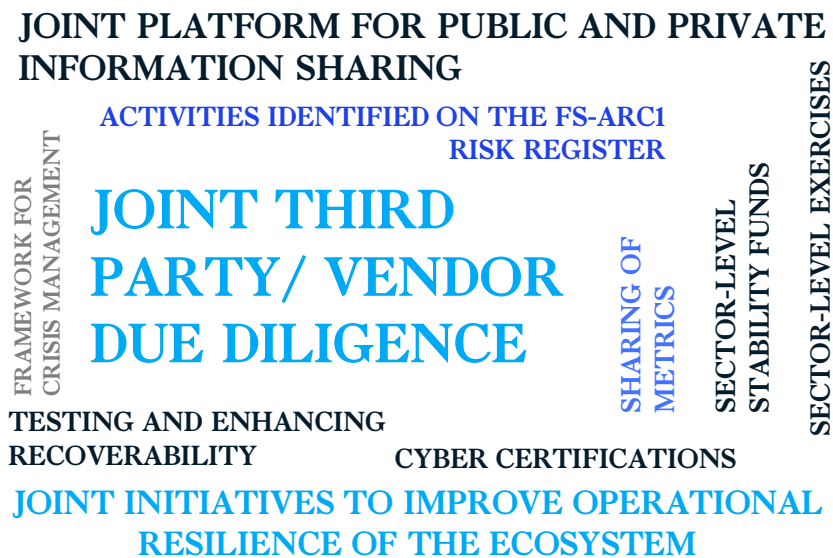 JOINT PLATFORM FOR PUBLIC AND PRIVATE
INFORMATION SHARING
ACTIVITIES IDENTIFIED ON THE FS-ARC1
RISK REGISTER
FRAMEWORK FOR
CRISIS MANAGEMENT
JOINT THIRD
PARTY/ VENDOR
DUE DILIGENCE
SHARING OF
METRICS
SECTOR-LEVEL
STABILITY FUNDS
SECTOR-LEVEL EXERCISES
TESTING AND ENHANCING
RECOVERABILITY
CYBER CERTIFICATIONS
JOINT INITIATIVES TO IMPROVE OPERATIONAL
RESILIENCE OF THE ECOSYSTEM